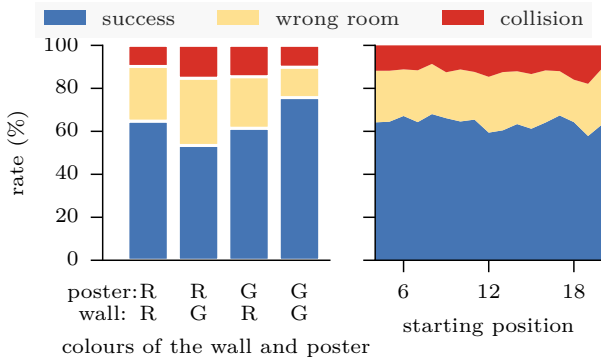 success wrong room collision
100
80
60
40
20
0
rate (%)
poster: R R G G
wall: R G R G
colours of the wall and poster
6 12 18
starting position